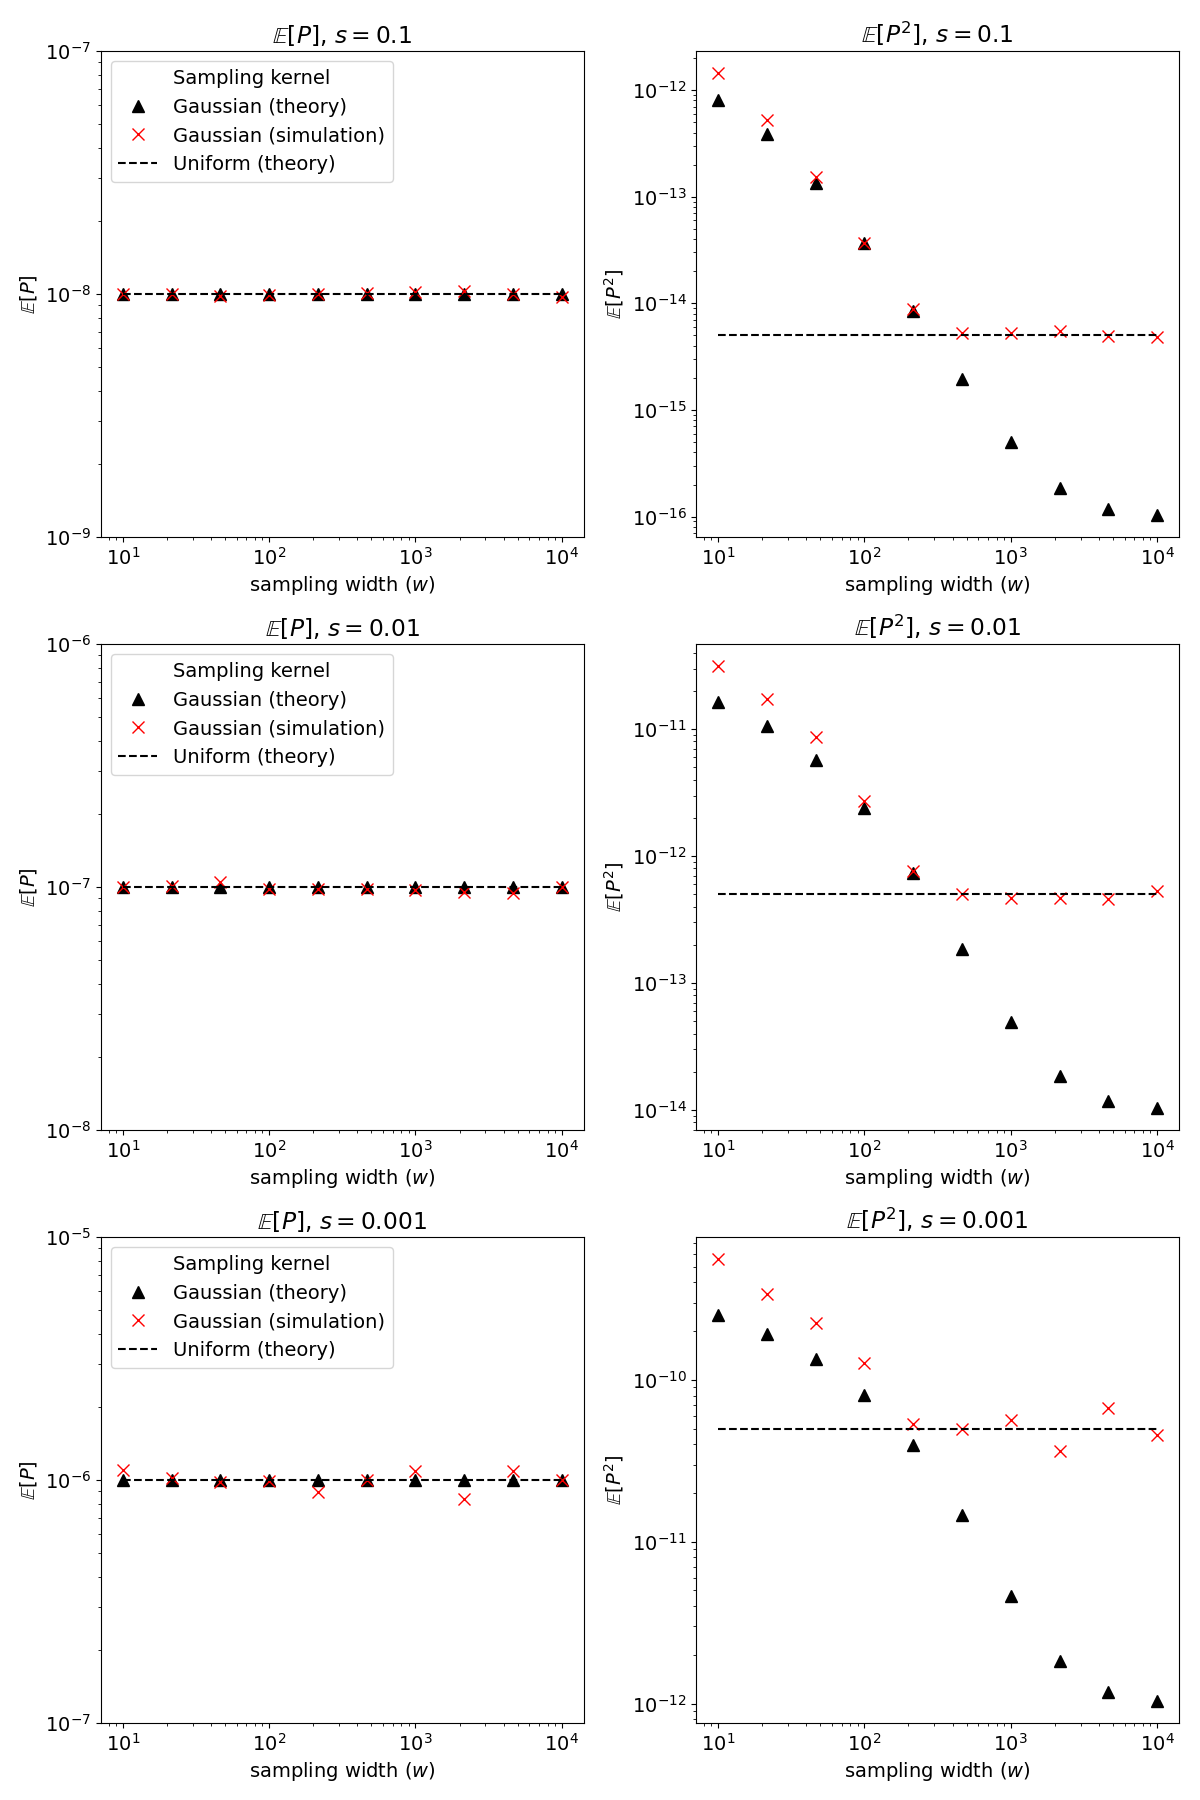 𝔼[P], s = 0.1
10⁻⁷
10⁻⁸
10⁻⁹
𝔼[P]
Sampling kernel
Gaussian (theory)
Gaussian (simulation)
Uniform (theory)
10¹ 10² 10³ 10⁴
sampling width (w)
𝔼[P²], s = 0.1
10⁻¹²
10⁻¹³
10⁻¹⁴
10⁻¹⁵
10⁻¹⁶
𝔼[P²]
10¹ 10² 10³ 10⁴
sampling width (w)
𝔼[P], s = 0.01
10⁻⁶
10⁻⁷
10⁻⁸
𝔼[P]
Sampling kernel
Gaussian (theory)
Gaussian (simulation)
Uniform (theory)
10¹ 10² 10³ 10⁴
sampling width (w)
𝔼[P²], s = 0.01
10⁻¹¹
10⁻¹²
10⁻¹³
10⁻¹⁴
𝔼[P²]
10¹ 10² 10³ 10⁴
sampling width (w)
𝔼[P], s = 0.001
10⁻⁵
10⁻⁶
10⁻⁷
𝔼[P]
Sampling kernel
Gaussian (theory)
Gaussian (simulation)
Uniform (theory)
10¹ 10² 10³ 10⁴
sampling width (w)
𝔼[P²], s = 0.001
10⁻¹⁰
10⁻¹¹
10⁻¹²
𝔼[P²]
10¹ 10² 10³ 10⁴
sampling width (w)